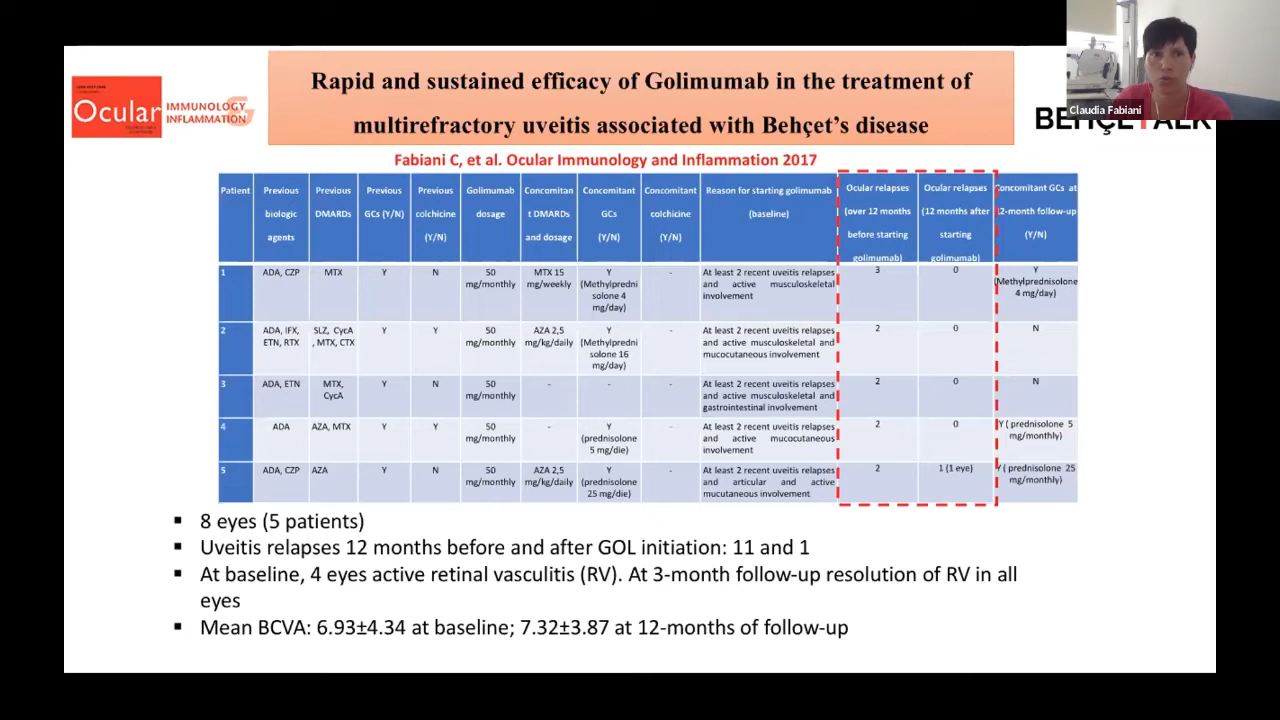 Claudia Fabiani
Ocular
IMMUNOLOGY
INFLAMMATION
Rapid and sustained efficacy of Golimumab in the treatment of
multirefractory uveitis associated with Behçet's disease
BEHÇETALK
Fabiani C, et al. Ocular Immunology and Inflammation 2017
Patient
Previous
biologic
agents
Previous
DMARDs
Previous
GCs (Y/N)
Previous
colchicine
(Y/N)
Golimumab
dosage
Concomitan
t DMARDs
and dosage
Concomitant
GCs
(Y/N)
Concomitant
colchicine
(Y/N)
Reason for starting golimumab
(baseline)
Ocular relapses
(over 12 months
before starting
golimumab)
Ocular relapses
(12 months after
starting
golimumab)
Concomitant GCs at
12-month follow-up
(Y/N)
1
ADA, CZP
MTX
Y
N
50
mg/monthly
MTX 15
mg/weekly
Y
(Methylpredni
solone 4
mg/day)
-
At least 2 recent uveitis relapses
and active musculoskeletal
involvement
3
0
Y
(Methylprednisolone
4 mg/day)
2
ADA, IFX,
ETN, RTX
SLZ, CycA
, MTX, CTX
Y
Y
50
mg/monthly
AZA 2,5
mg/kg/daily
Y
(Methylpredni
solone 16
mg/day)
-
At least 2 recent uveitis relapses
and active musculoskeletal and
mucocutaneous involvement
2
0
N
3
ADA, ETN
MTX,
CycA
Y
N
50
mg/monthly
-
-
-
At least 2 recent uveitis relapses
and active musculoskeletal and
gastrointestinal involvement
2
0
N
4
ADA
AZA, MTX
Y
Y
50
mg/monthly
-
Y
(prednisolone
5 mg/die)
-
At least 2 recent uveitis relapses
and active mucocutaneous
involvement
2
0
Y ( prednisolone 5
mg/monthly)
5
ADA, CZP
AZA
Y
N
50
mg/monthly
AZA 2,5
mg/kg/daily
Y
(prednisolone
25 mg/die)
-
At least 2 recent uveitis relapses
and articular and active
mucutaneous involvement
2
1 (1 eye)
Y ( prednisolone 25
mg/monthly)
▪ 8 eyes (5 patients)
▪ Uveitis relapses 12 months before and after GOL initiation: 11 and 1
▪ At baseline, 4 eyes active retinal vasculitis (RV). At 3-month follow-up resolution of RV in all
eyes
▪ Mean BCVA: 6.93±4.34 at baseline; 7.32±3.87 at 12-months of follow-up